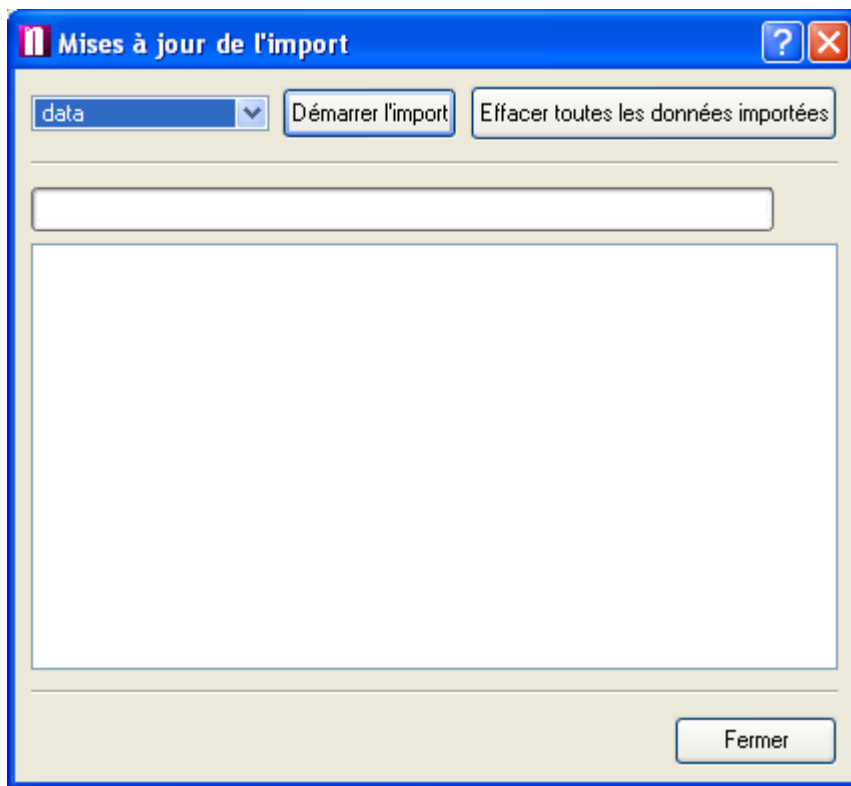 Mises à jour de l'import
data
Démarrer l'import
Effacer toutes les données importées
Fermer